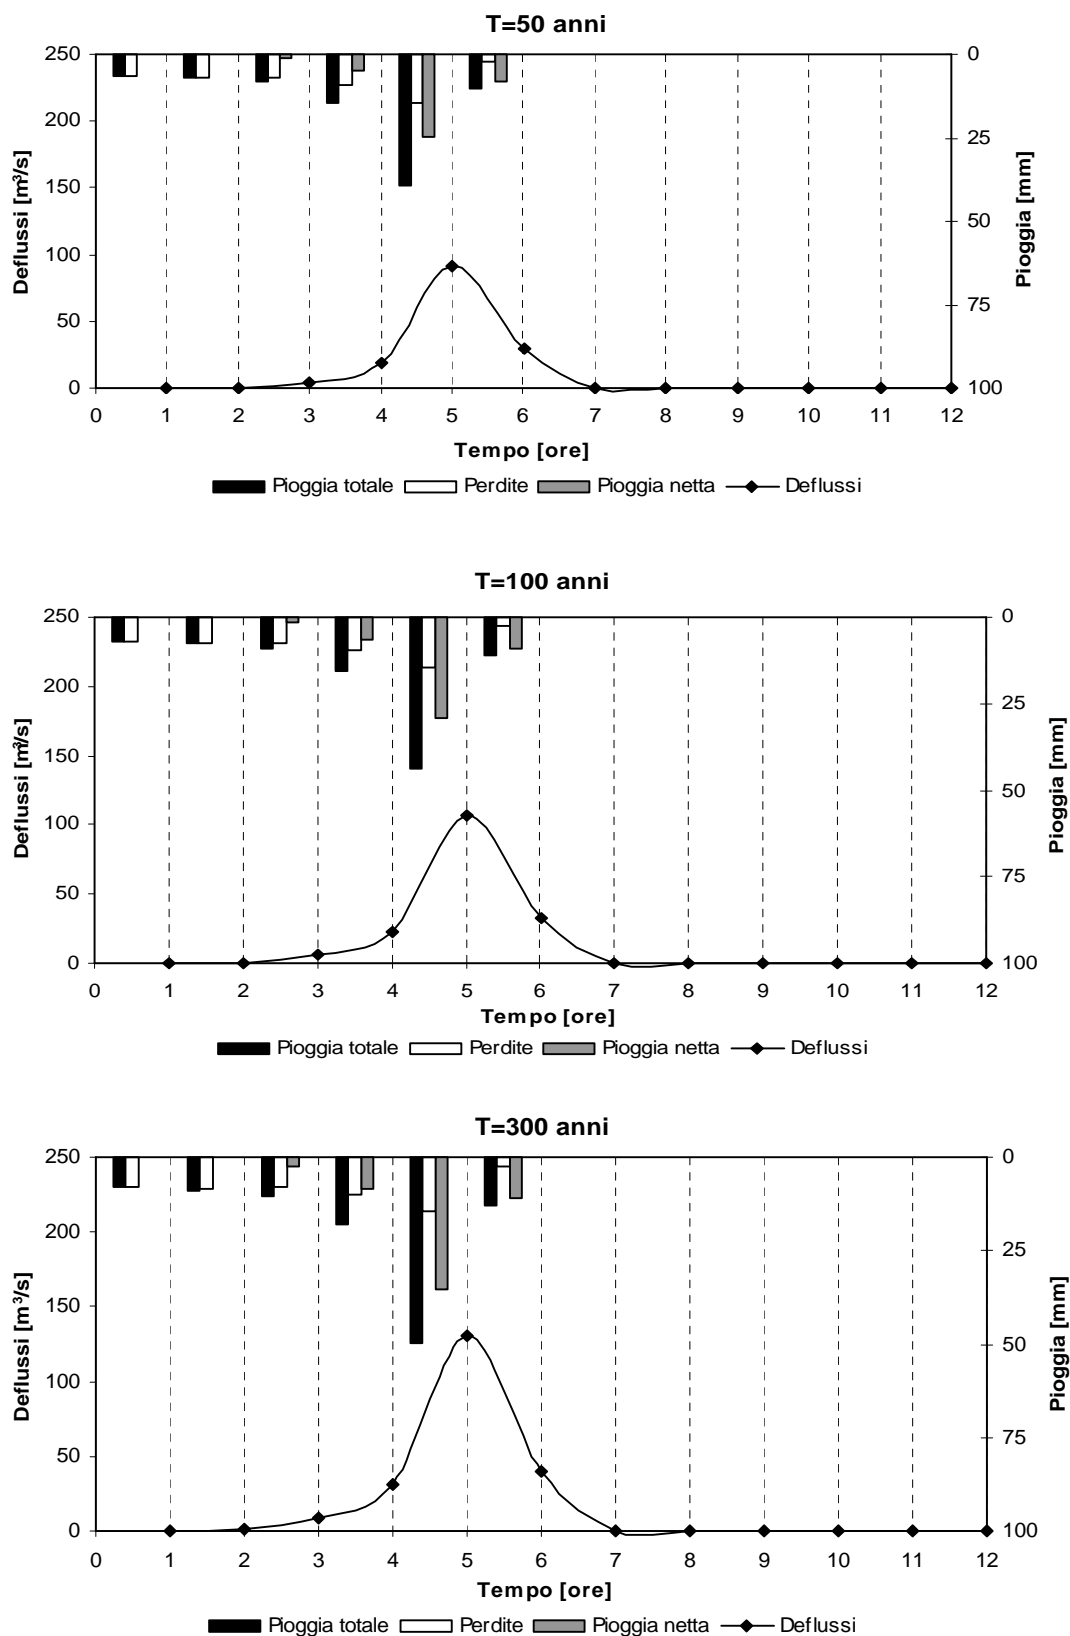 T=50 anni
250
200
150
100
50
0
0
25
50
75
100
Deflussi [m³/s]
Pioggia [mm]
0 1 2 3 4 5 6 7 8 9 10 11 12
Tempo [ore]
Pioggia totale Perdite Pioggia netta Deflussi
T=100 anni
250
200
150
100
50
0
0
25
50
75
100
Deflussi [m³/s]
Pioggia [mm]
0 1 2 3 4 5 6 7 8 9 10 11 12
Tempo [ore]
Pioggia totale Perdite Pioggia netta Deflussi
T=300 anni
250
200
150
100
50
0
0
25
50
75
100
Deflussi [m³/s]
Pioggia [mm]
0 1 2 3 4 5 6 7 8 9 10 11 12
Tempo [ore]
Pioggia totale Perdite Pioggia netta Deflussi